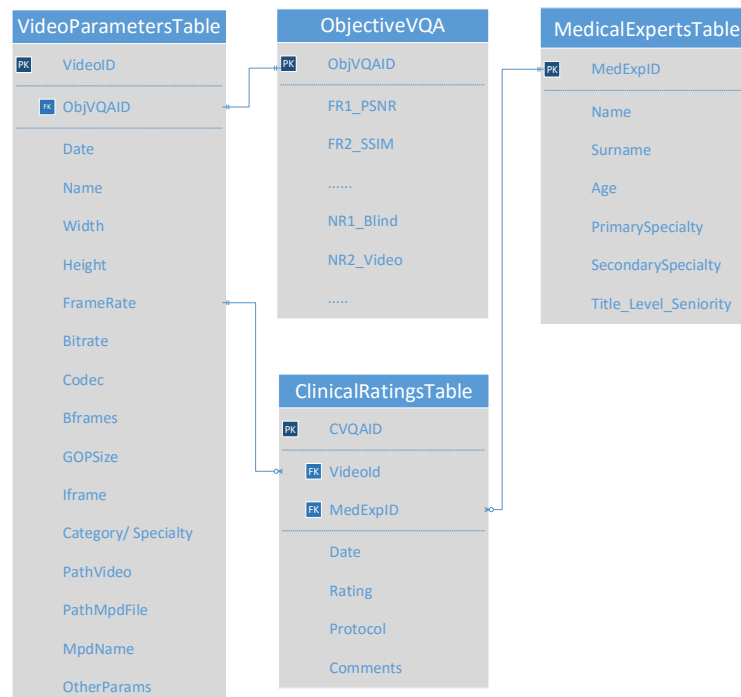 VideoParametersTable
PK VideoID
FK ObjVQAID
Date
Name
Width
Height
FrameRate
Bitrate
Codec
Bframes
GOPSize
Iframe
Category/ Specialty
PathVideo
PathMpdFile
MpdName
OtherParams
ObjectiveVQA
PK ObjVQAID
FR1_PSNR
FR2_SSIM
......
NR1_Blind
NR2_Video
.....
ClinicalRatingsTable
PK CVQAID
FK VideoId
FK MedExpID
Date
Rating
Protocol
Comments
MedicalExpertsTable
PK MedExpID
Name
Surname
Age
PrimarySpecialty
SecondarySpecialty
Title_Level_Seniority